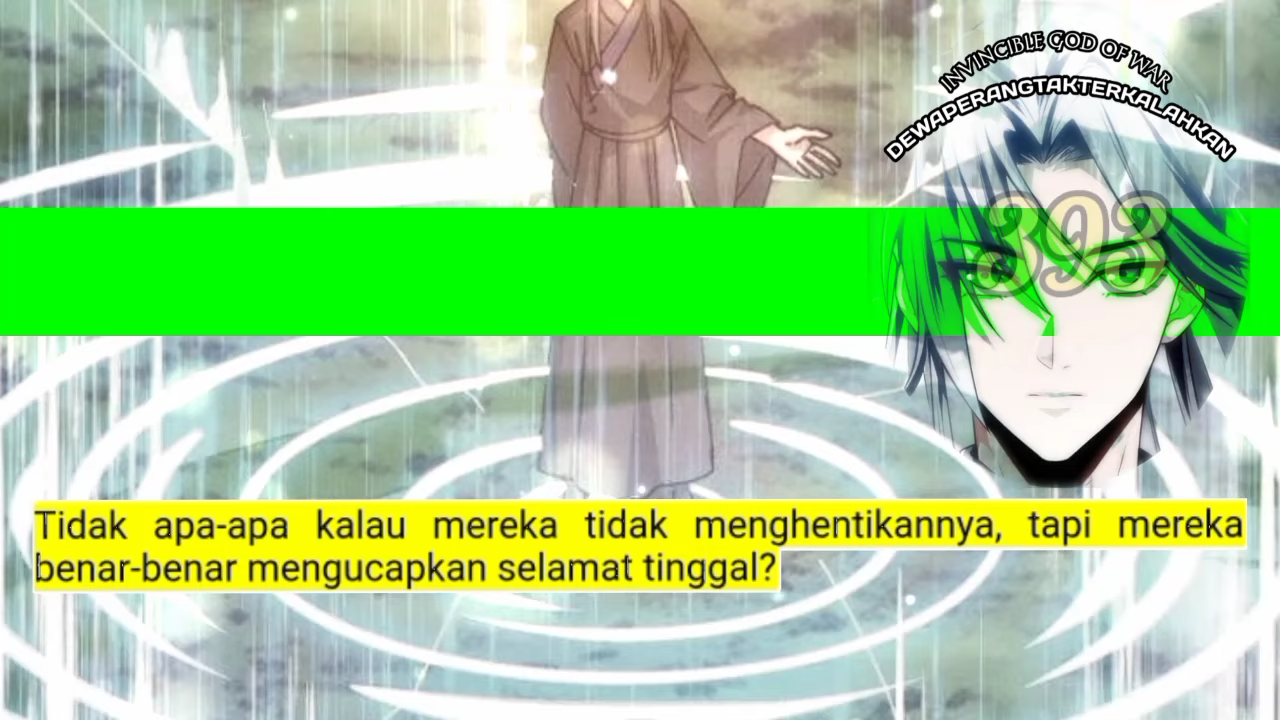 INVINCIBLE GOD OF WAR
DEWAPERANGTAKTERKALAHKAN
393
Tidak apa-apa kalau mereka tidak menghentikannya, tapi mereka
benar-benar mengucapkan selamat tinggal?